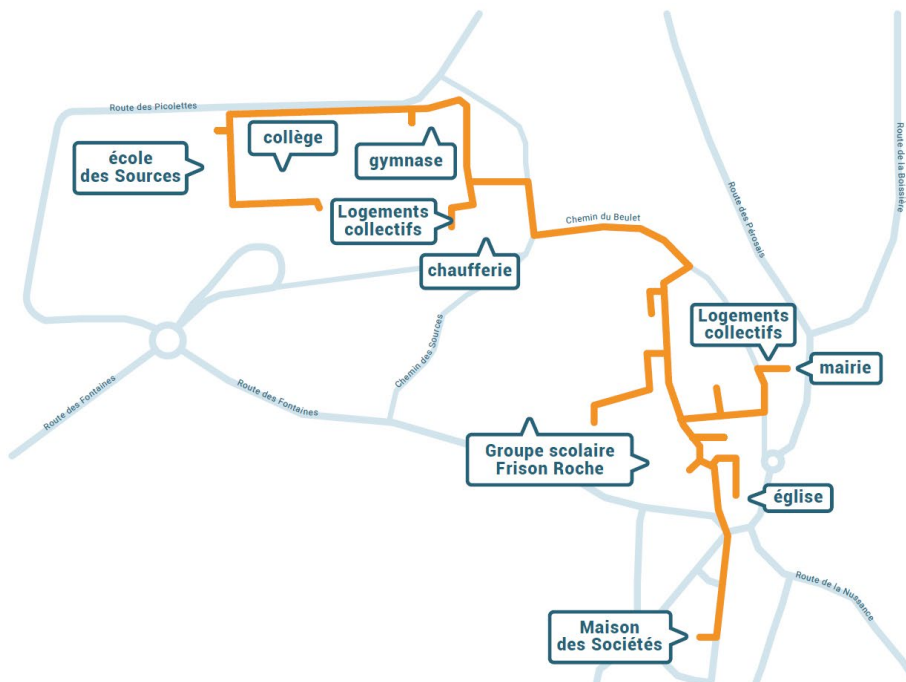 Route des Picolettes
collège
gymnase
école
des Sources
Logements
collectifs
chaufferie
Chemin du Beulet
Route des Pérosais
Route de la Boissière
Logements
collectifs
mairie
Chemin des Sources
Route des Fontaines
Route des Fontaines
Groupe scolaire
Frison Roche
église
Route de la Nussance
Maison
des Sociétés